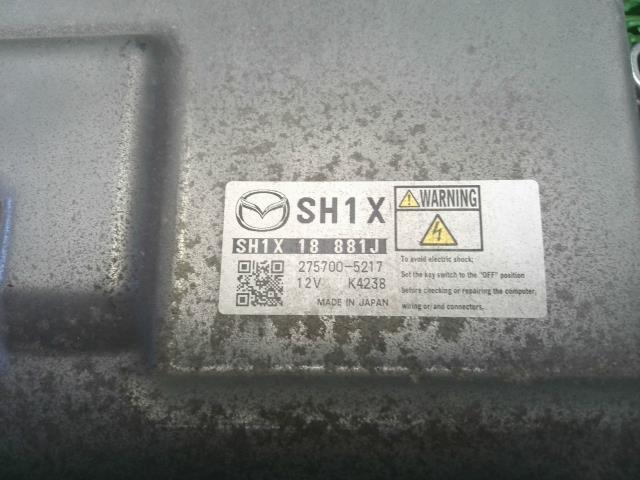 SH1X
SH1X 18 881J
275700-5217
12V K4238
MADE IN JAPAN
WARNING
To avoid electric shock;
Set the key switch to the "OFF" position
before checking or repairing the computer,
wiring or and connectors.